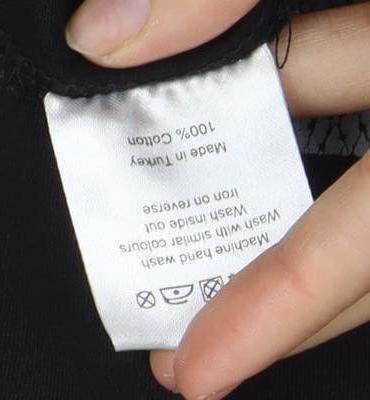 Machine hand wash
Wash with similar colours
Wash inside out
Iron on reverse
Made in Turkey
100% Cotton